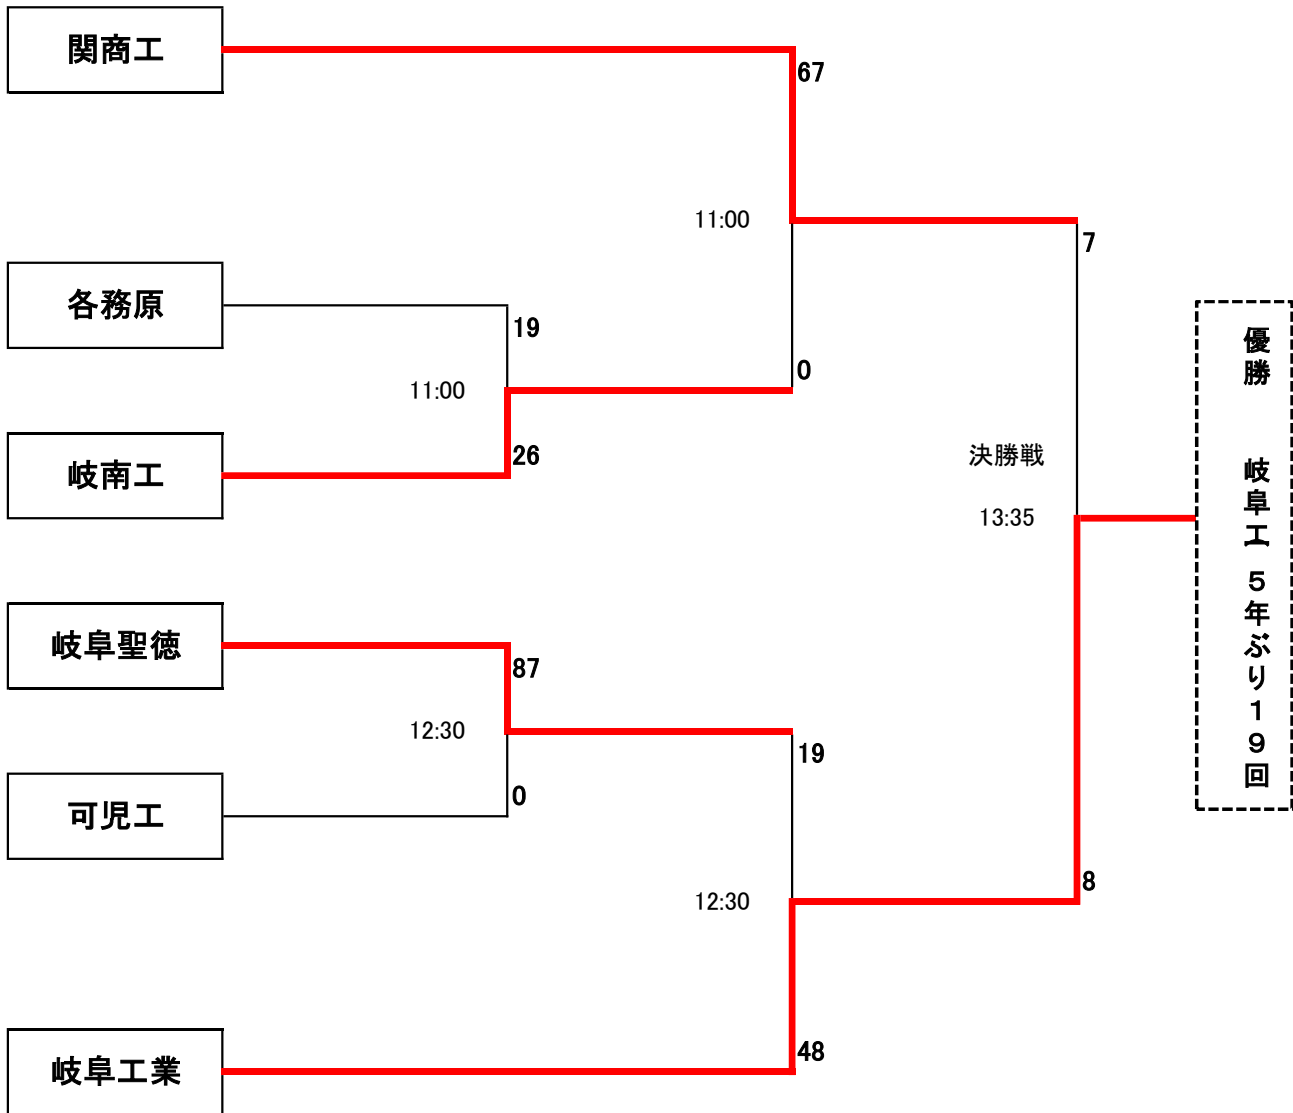 関商工
67
11:00
7
各務原
19
0
11:00
岐南工
26
決勝戦
13:35
優勝　岐阜工　５年ぶり１９回
岐阜聖徳
87
12:30
19
可児工
0
8
12:30
48
岐阜工業